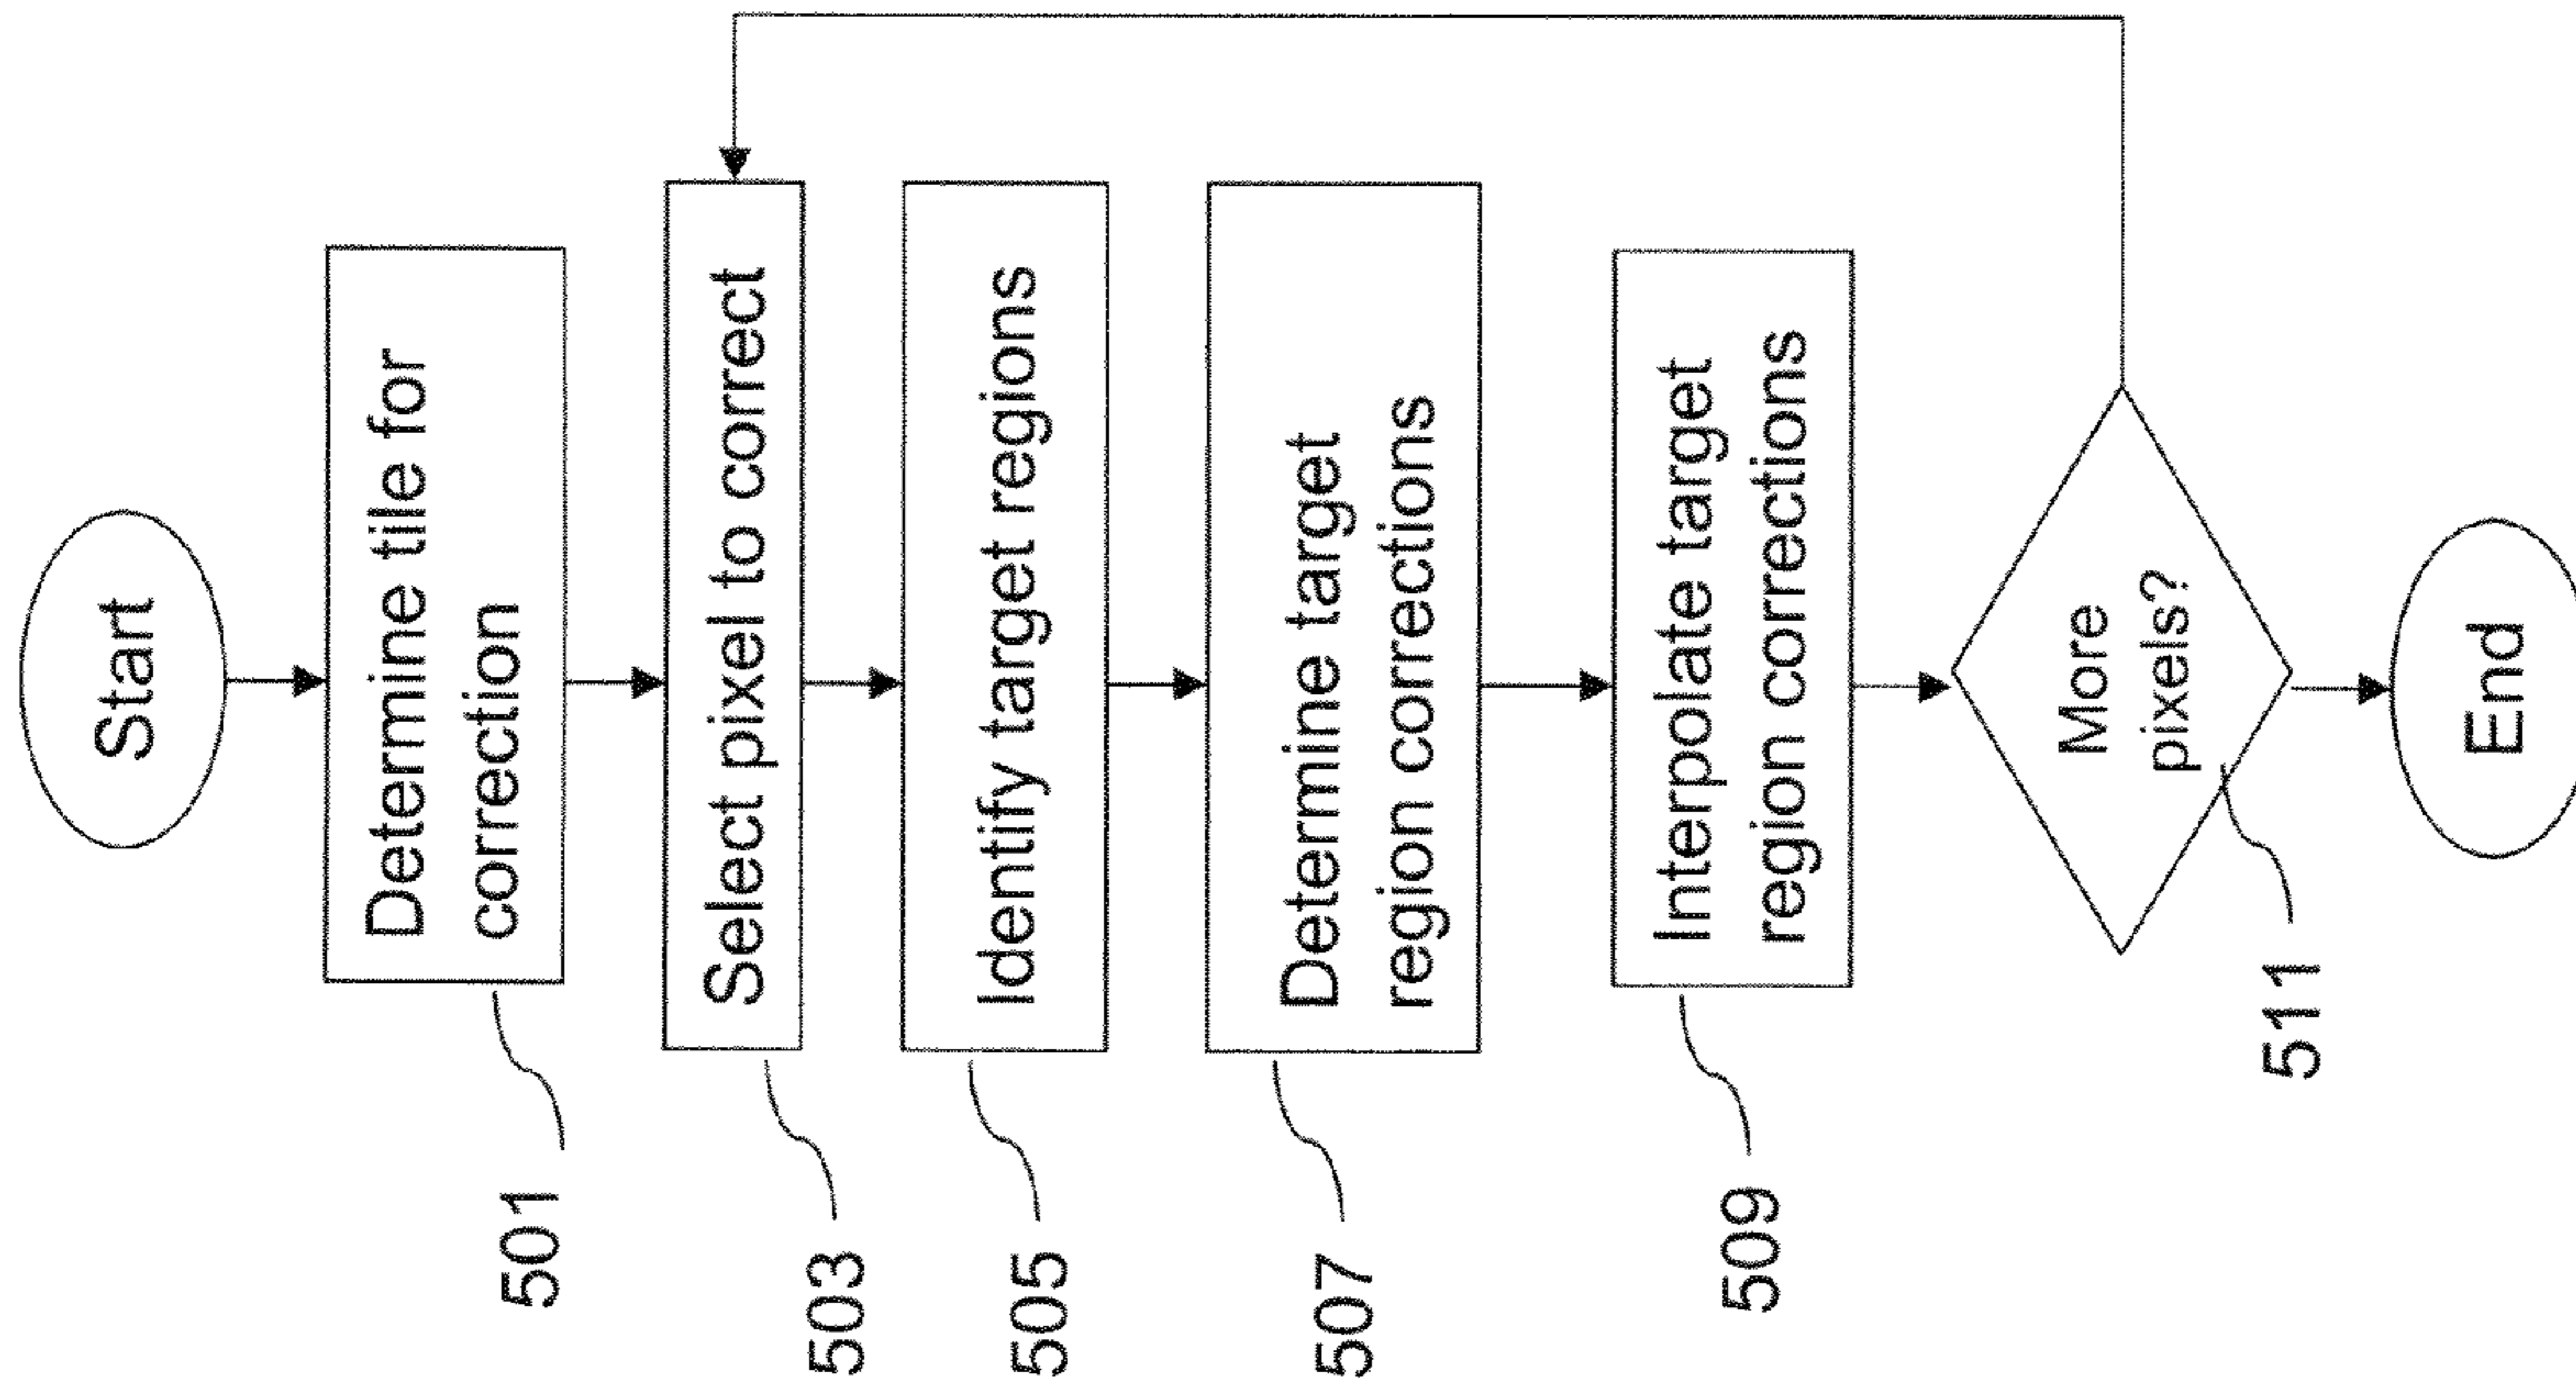 Start
Determine tile for
correction
501
Select pixel to correct
503
Identify target regions
505
Determine target
region corrections
507
Interpolate target
region corrections
509
More
pixels?
511
End